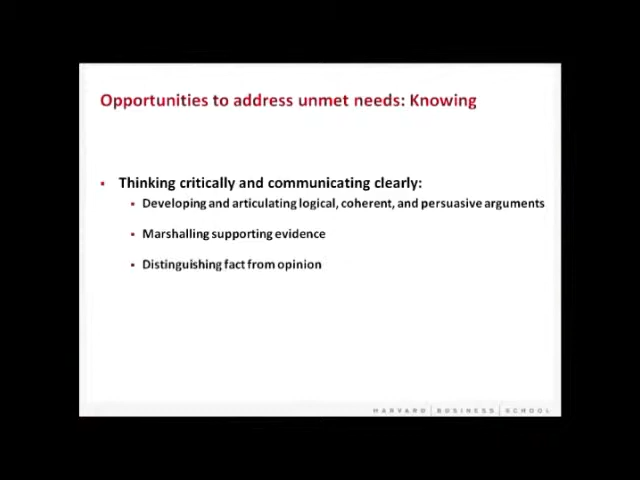 Opportunities to address unmet needs: Knowing
▪ Thinking critically and communicating clearly:
▪ Developing and articulating logical, coherent, and persuasive arguments
▪ Marshalling supporting evidence
▪ Distinguishing fact from opinion
HARVARD | BUSINESS | SCHOOL